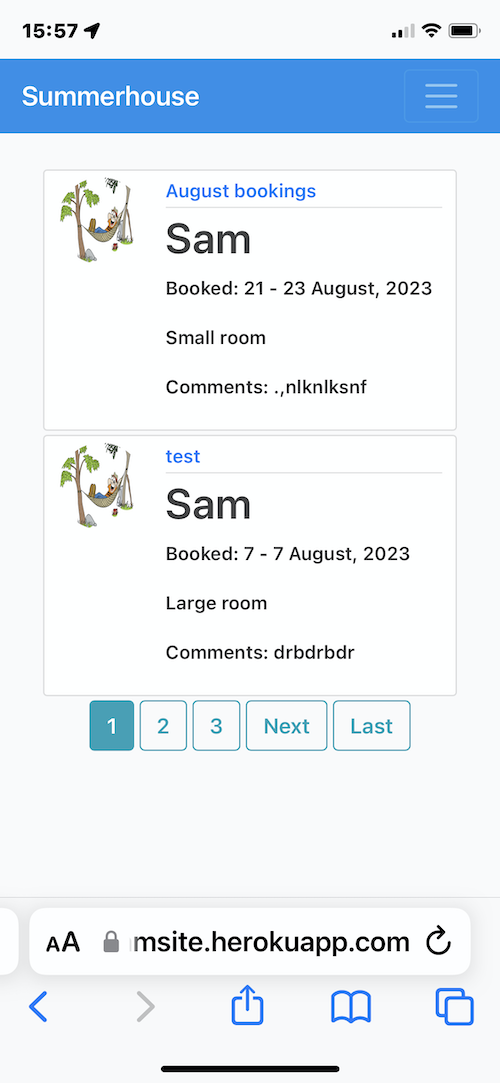 15:57
Summerhouse
August bookings
Sam
Booked: 21 - 23 August, 2023
Small room
Comments: .,nlknlksnf
test
Sam
Booked: 7 - 7 August, 2023
Large room
Comments: drbdrbdr
1 2 3 Next Last
AA msite.herokuapp.com